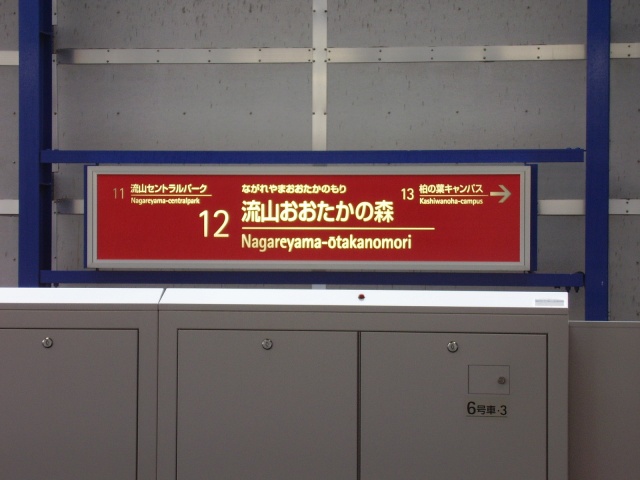 11 流山セントラルパーク
Nagareyama-centralpark
ながれやまおおたかのもり
12 流山おおたかの森
Nagareyama-ōtakanomori
13 柏の葉キャンパス →
Kashiwanoha-campus
6号車-3